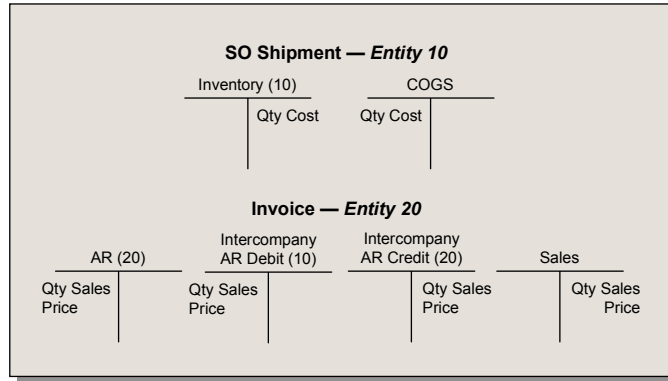 SO Shipment — Entity 10
Inventory (10) COGS
Qty Cost Qty Cost
Invoice — Entity 20
AR (20) Intercompany AR Debit (10) Intercompany AR Credit (20) Sales
Qty Sales Price Qty Sales Price Qty Sales Price Qty Sales Price